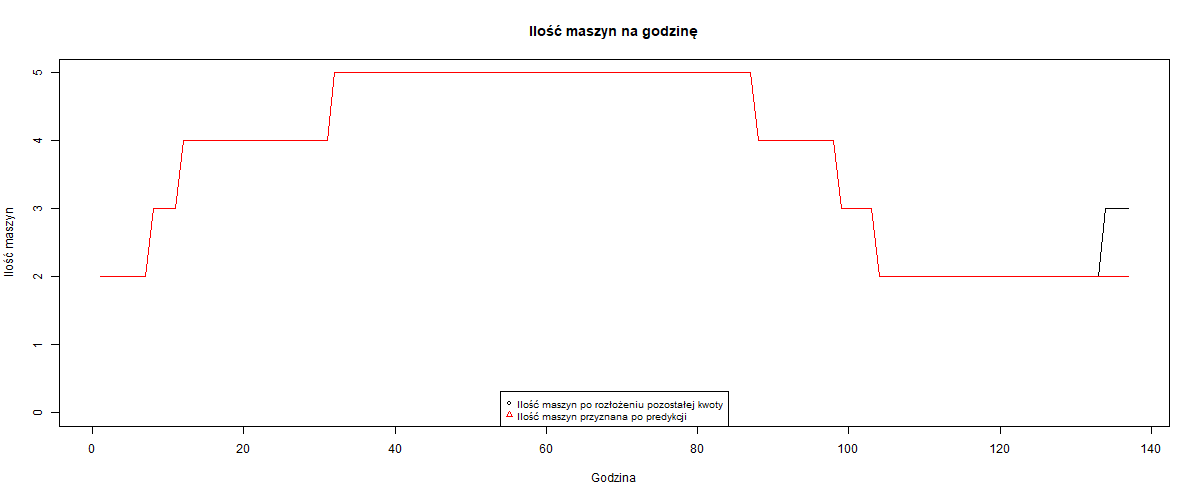 Ilość maszyn na godzinę
Ilość maszyn
5
4
3
2
1
0
Ilość maszyn po rozłożeniu pozostałej kwoty
Ilość maszyn przyznana po predykcji
0 20 40 60 80 100 120 140
Godzina